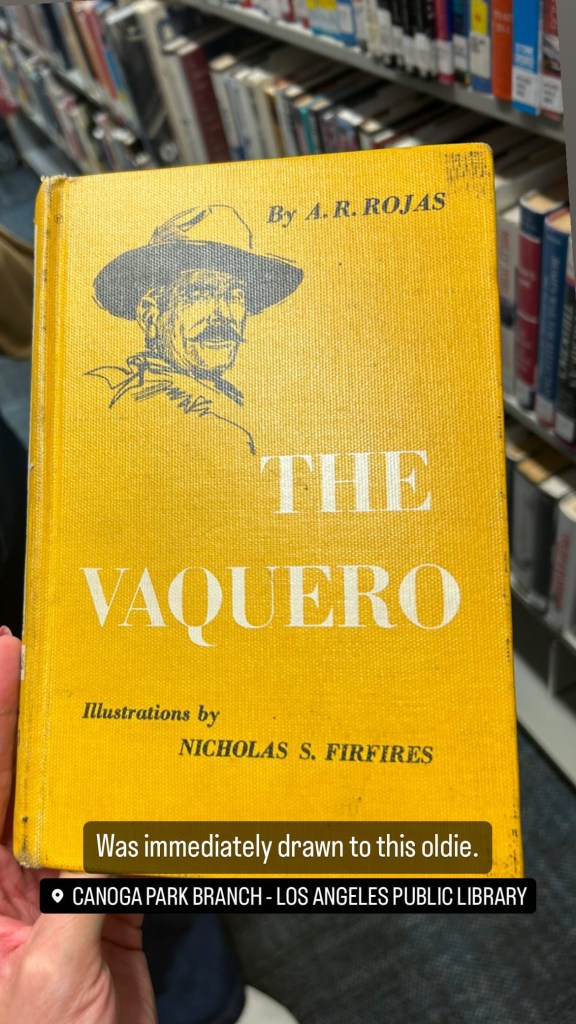 By A. R. ROJAS
THE
VAQUERO
Illustrations by
NICHOLAS S. FIRFIRES
Was immediately drawn to this oldie.
CANOGA PARK BRANCH - LOS ANGELES PUBLIC LIBRARY